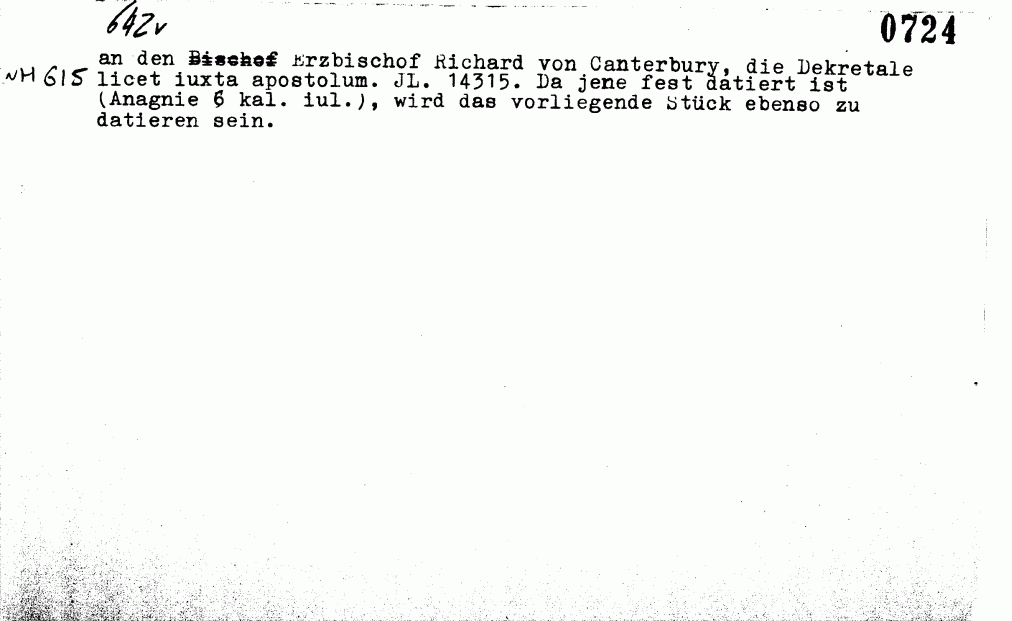 642v
0724
an den Bischof Erzbischof Richard von Canterbury, die Dekretale
WH 615 licet iuxta apostolum. JL. 14315. Da jene fest datiert ist
(Anagnie 6 kal. iul.), wird das vorliegende Stück ebenso zu
datieren sein.